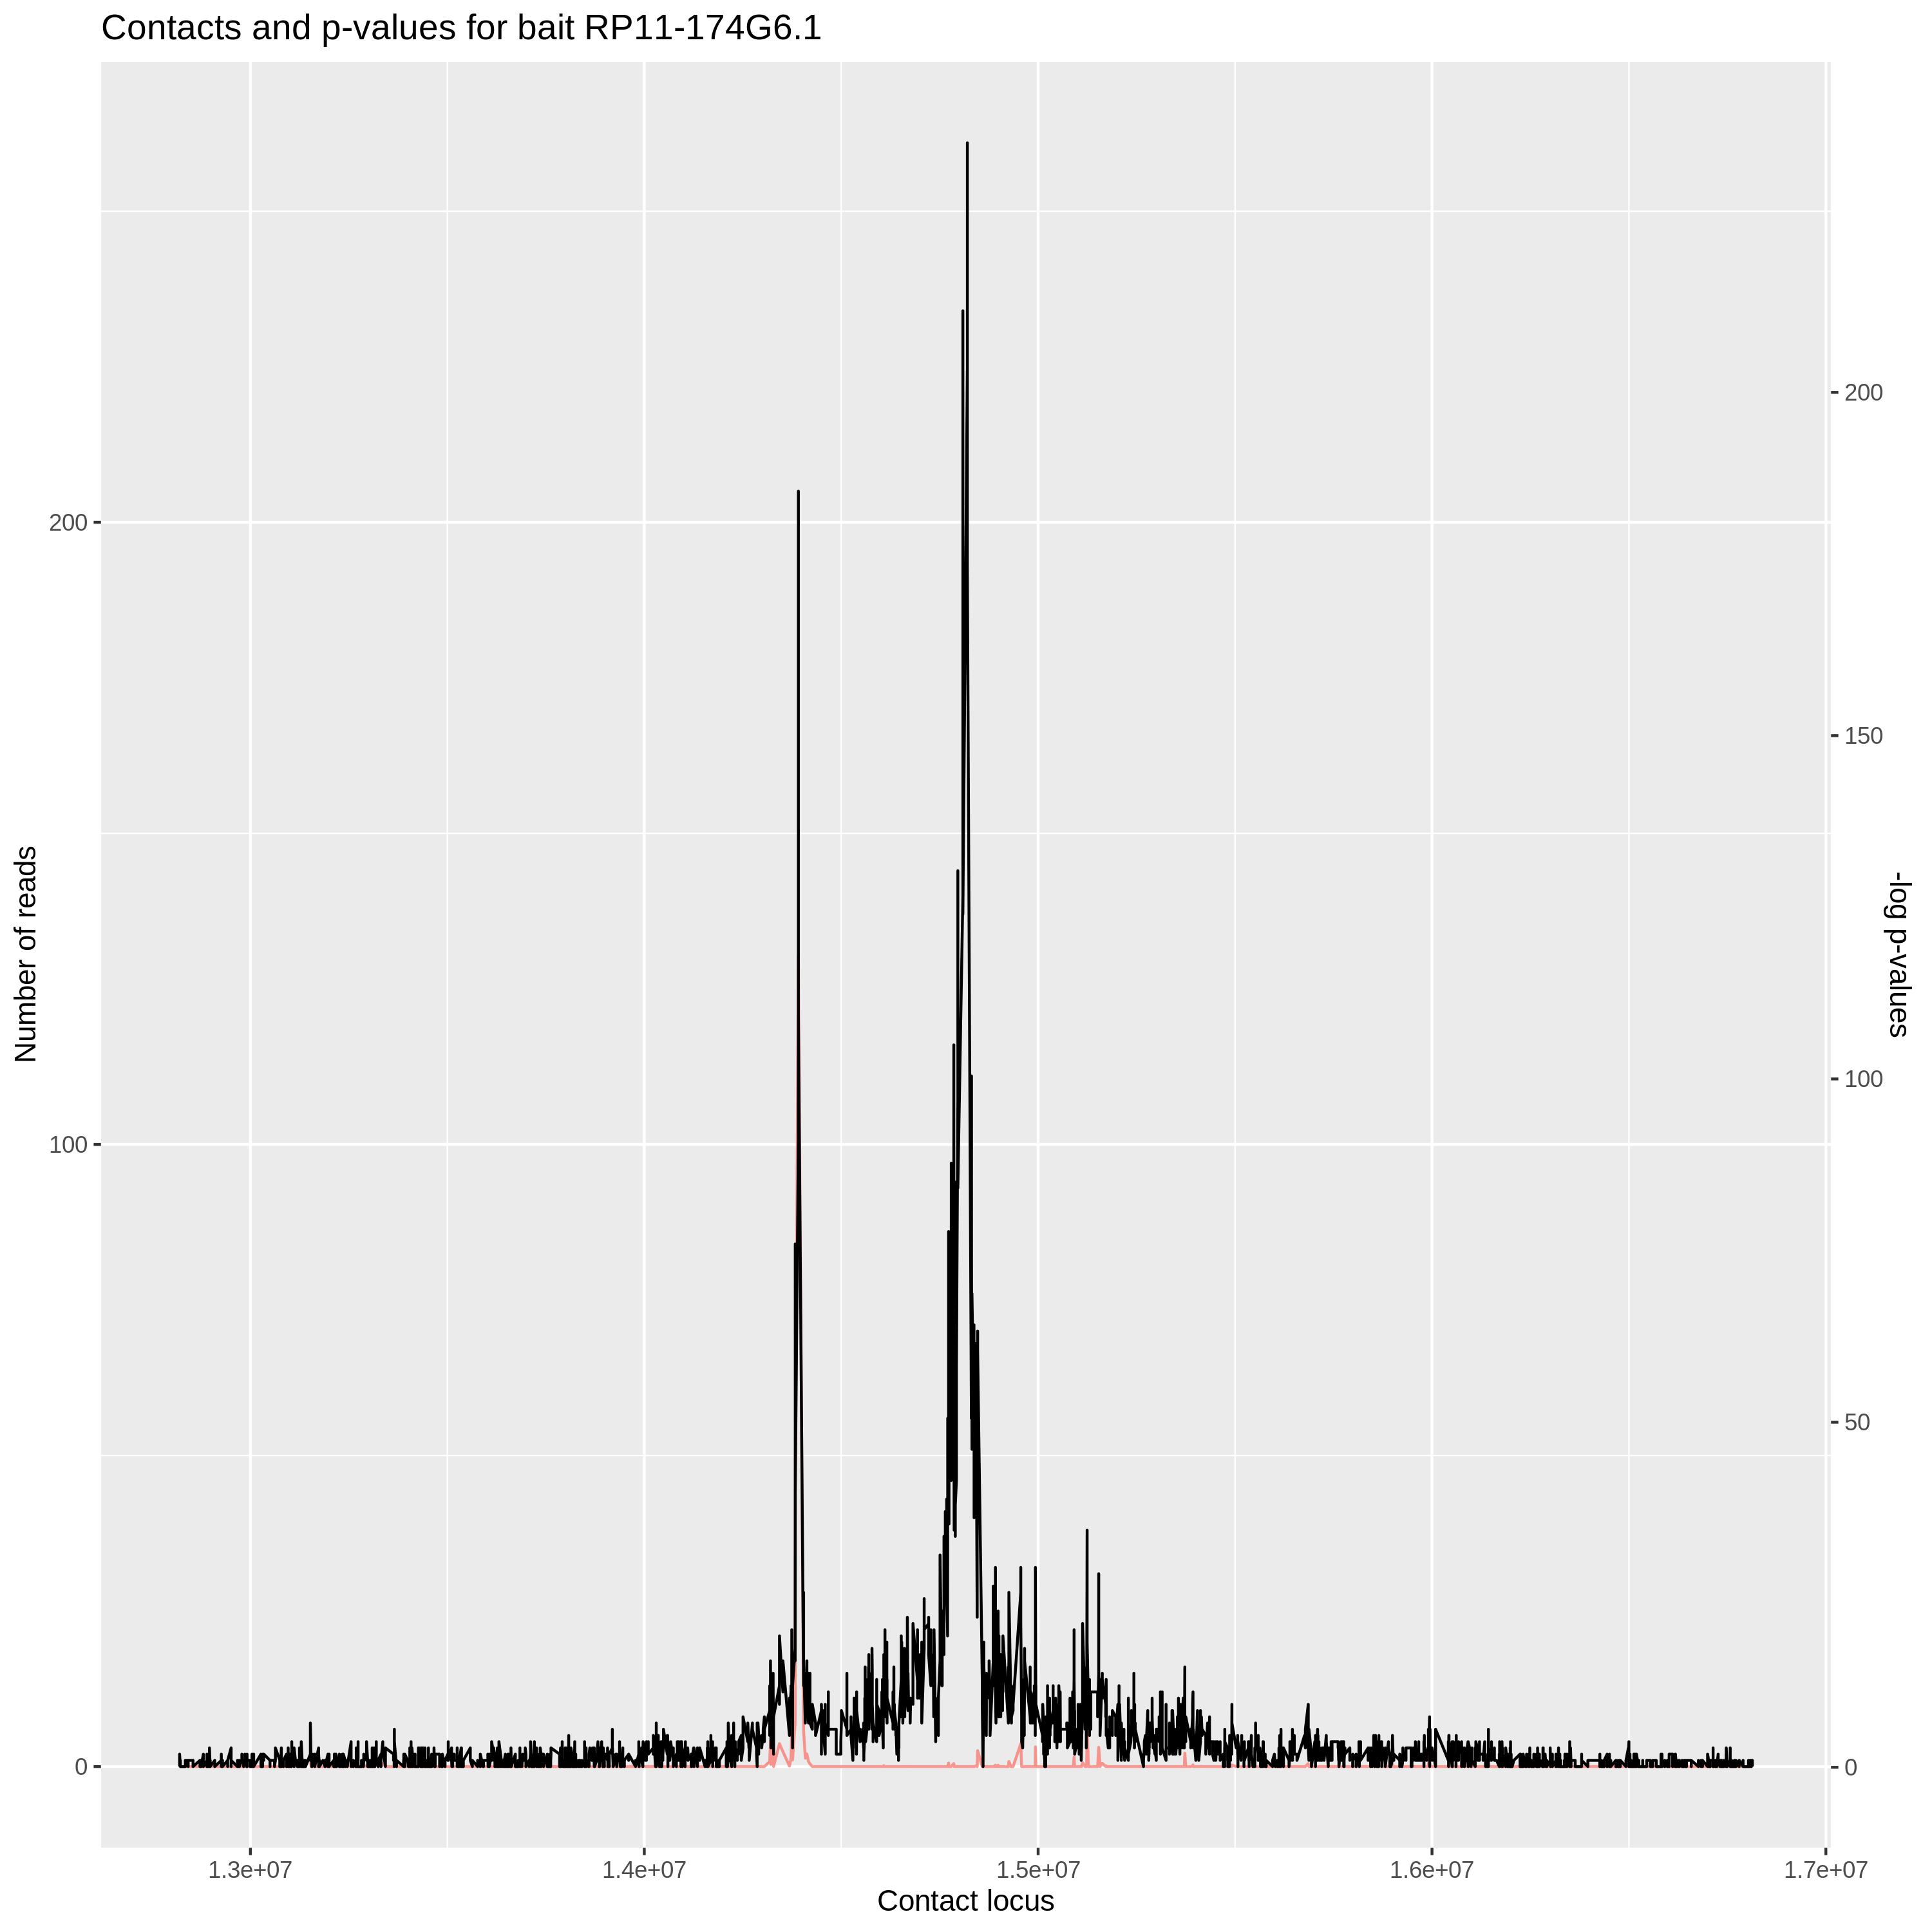 Contacts and p-values for bait RP11-174G6.1
Number of reads
200
100
0
200
150
100
50
0
-log p-values
1.3e+07 1.4e+07 1.5e+07 1.6e+07 1.7e+07
Contact locus